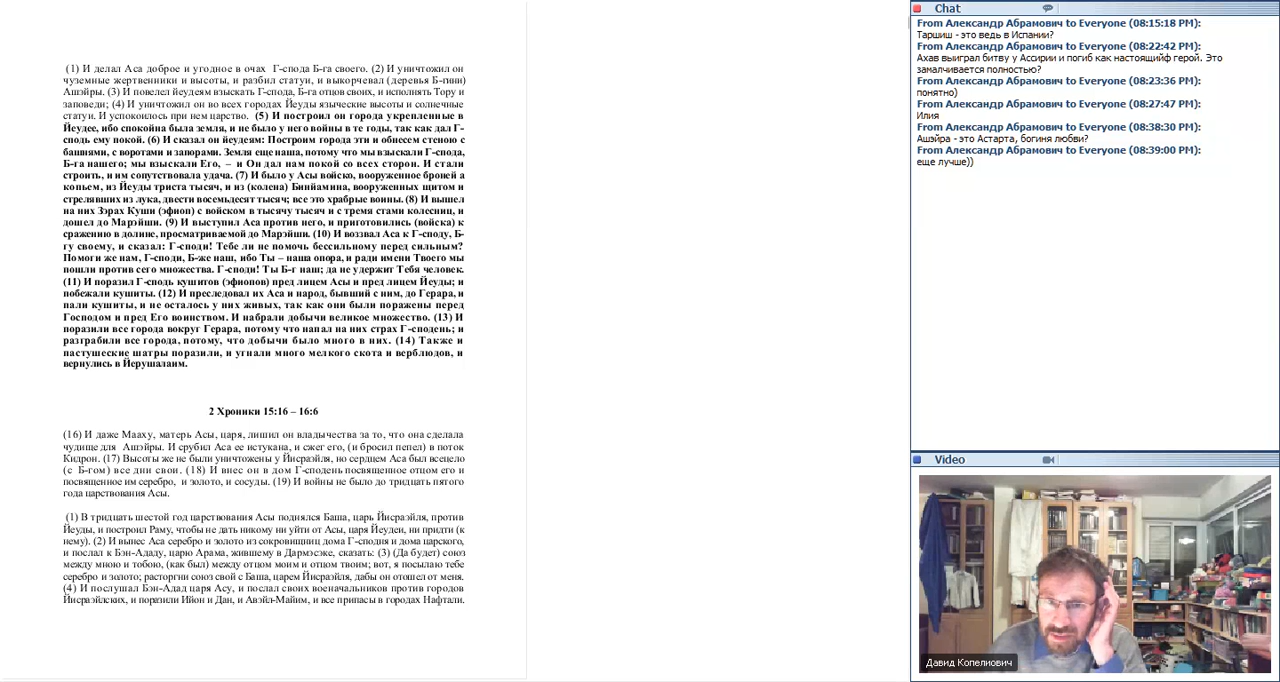 (1) И делал Аса доброе и угодное в очах Г-спода Б-га своего. (2) И уничтожил он
чуземные жертвенники и высоты, и разбил статуи, и выкорчевал (деревья Б-гини)
Ашэйры. (3) И повелел йеудеям взыскать Г-спода, Б-га отцов своих, и исполнять Тору и
заповеди; (4) И уничтожил он во всех городах Йеуды языческие высоты и солнечные
статуи. И успокоилось при нем царство. (5) И построил он города укрепленные в
Йеудее, ибо спокойна была земля, и не было у него войны в те годы, так как дал Г-
сподь ему покой. (6) И сказал он йеудеям: Построим города эти и обнесем стеною с
башнями, с воротами и запорами. Земля еще наша, потому что мы взыскали Г-спода,
Б-га нашего; мы взыскали Его, – и Он дал нам покой со всех сторон. И стали
строить, и им сопутствовала удача. (7) И было у Асы войско, вооруженное броней а
копьем, из Йеуды триста тысяч, и из (колена) Бинйамина, вооруженных щитом и
стрелявших из лука, двести восемьдесят тысяч; все это храбрые воины. (8) И вышел
на них Зэрах Куши (эфиоп) с войском в тысячу тысяч и с тремя стами колесниц, и
дошел до Марэйши. (9) И выступил Аса против него, и приготовились (войска) к
сражению в долине, просматриваемой до Марэйши. (10) И воззвал Аса к Г-споду, Б-
гу своему, и сказал: Г-споди! Тебе ли не помочь бессильному перед сильным?
Помоги же нам, Г-споди, Б-же наш, ибо Ты – наша опора, и ради имени Твоего мы
пошли против сего множества. Г-споди! Ты Б-г наш; да не удержит Тебя человек.
(11) И поразил Г-сподь кушитов (эфиопов) пред лицем Асы и пред лицем Йеуды; и
побежали кушиты. (12) И преследовал их Аса и народ, бывший с ним, до Герара, и
пали кушиты, и не осталось у них живых, так как они были поражены перед
Господом и пред Его воинством. И набрали добычи великое множество. (13) И
поразили все города вокруг Герара, потому что напал на них страх Г-сподень; и
разграбили все города, потому, что добычи было много в них. (14) Также и
пастушеские шатры поразили, и угнали много мелкого скота и верблюдов, и
вернулись в Йерушалаим.
2 Хроники 15:16 – 16:6
(16) И даже Мааху, матерь Асы, царя, лишил он владычества за то, что она сделала
чудище для Ашэйры. И срубил Аса ее истукана, и сжег его, (и бросил пепел) в поток
Кидрон. (17) Высоты же не были уничтожены у Йисраэйля, но сердцем Аса был всецело
(с Б-гом) все дни свои. (18) И внес он в дом Г-сподень посвященное отцом его и
посвященное им серебро, и золото, и сосуды. (19) И войны не было до тридцать пятого
года царствования Асы.
(1) В тридцать шестой год царствования Асы поднялся Баша, царь Йисраэйля, против
Йеуды, и построил Раму, чтобы не дать никому ни уйти от Асы, царя Йеудеи, ни придти (к
нему). (2) И вынес Аса серебро и золото из сокровищниц дома Г-сподня и дома царского,
и послал к Бэн-Ададу, царю Арама, жившему в Дармэсэке, сказать: (3) (Да будет) союз
между мною и тобою, (как был) между отцом моим и отцом твоим; вот, я посылаю тебе
серебро и золото; расторгни союз свой с Баша, царем Йисраэйля, дабы он отошел от меня.
(4) И послушал Бэн-Адад царя Асу, и послал своих военачальников против городов
Йисраэйлских, и поразили Ийон и Дан, и Авэйл-Майим, и все припасы в городах Нафтали.
Chat
From Александр Абрамович to Everyone (08:15:18 PM):
Таршиш - это ведь в Испании?
From Александр Абрамович to Everyone (08:22:42 PM):
Ахав выиграл битву у Ассирии и погиб как настоящийф герой. Это
замалчивается полностью?
From Александр Абрамович to Everyone (08:23:36 PM):
понятно)
From Александр Абрамович to Everyone (08:27:47 PM):
Илия
From Александр Абрамович to Everyone (08:38:30 PM):
Ашэйра - это Астарта, богиня любви?
From Александр Абрамович to Everyone (08:39:00 PM):
еще лучше))
Video
Давид Копелиович